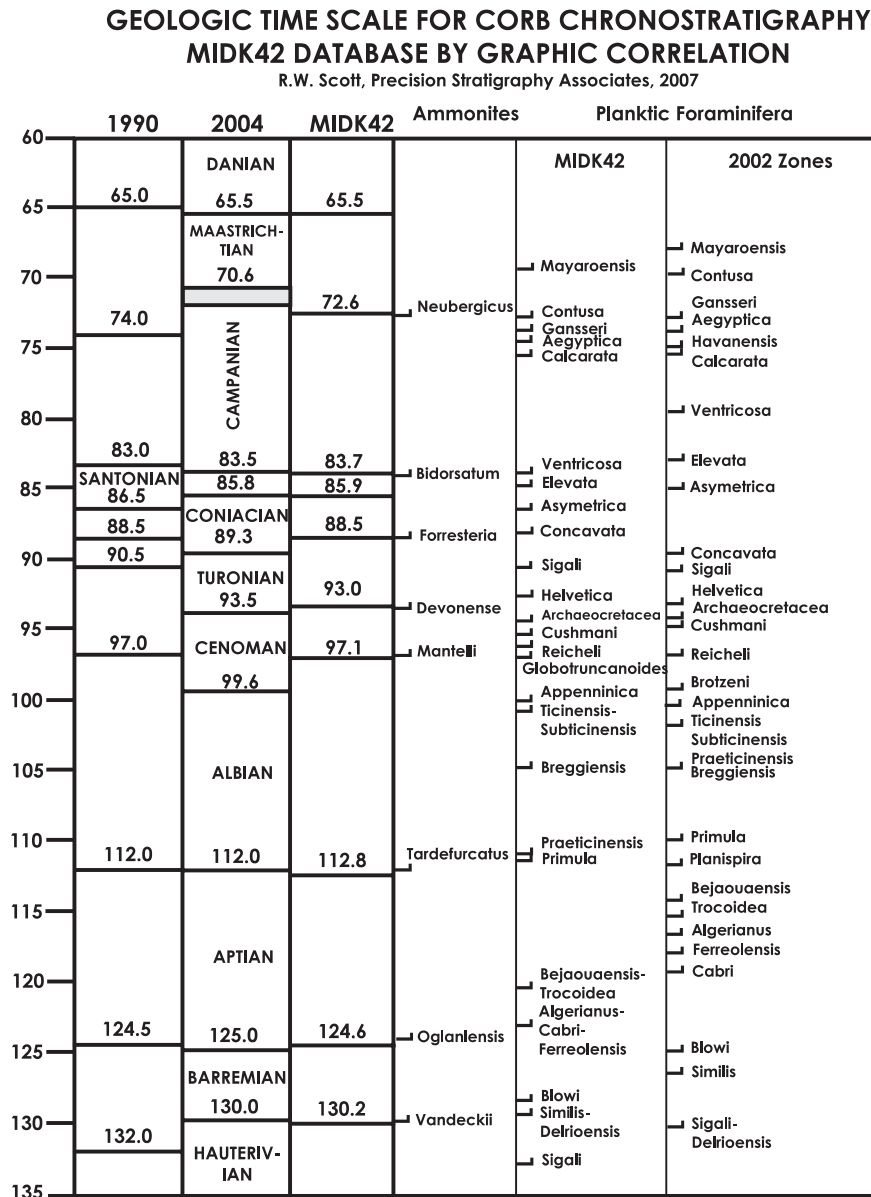 GEOLOGIC TIME SCALE FOR CORB CHRONOSTRATIGRAPHY
MIDK42 DATABASE BY GRAPHIC CORRELATION
R.W. Scott, Precision Stratigraphy Associates, 2007
Ammonites
Planktic Foraminifera
1990
2004
MIDK42
MIDK42
2002 Zones
60
65
70
75
80
85
90
95
100
105
110
115
120
125
130
135
65.0
74.0
83.0
SANTONIAN
86.5
88.5
90.5
97.0
112.0
124.5
132.0
DANIAN
65.5
MAASTRICH-
TIAN
70.6
CAMPANIAN
83.5
85.8
CONIACIAN
89.3
TURONIAN
93.5
CENOMAN
99.6
ALBIAN
112.0
APTIAN
125.0
BARREMIAN
130.0
HAUTERIV-
IAN
65.5
72.6
83.7
85.9
88.5
93.0
97.1
112.8
124.6
130.2
Neubergicus
Bidorsatum
Forresteria
Devonense
Mantelli
Tardefurcatus
Oglanlensis
Vandeckii
Mayaroensis
Contusa
Gansseri
Aegyptica
Calcarata
Ventricosa
Elevata
Asymetrica
Concavata
Sigali
Helvetica
Archaeocretacea
Cushmani
Reicheli
Globotruncanoides
Appenninica
Ticinensis-
Subticinensis
Breggiensis
Praeticinensis
Primula
Bejaouaensis-
Trocoidea
Algerianus-
Cabri-
Ferreolensis
Blowi
Similis-
Delrioensis
Sigali
Mayaroensis
Contusa
Gansseri
Aegyptica
Havanensis
Calcarata
Ventricosa
Elevata
Asymetrica
Concavata
Sigali
Helvetica
Archaeocretacea
Cushmani
Reicheli
Brotzeni
Appenninica
Ticinensis
Subticinensis
Praeticinensis
Breggiensis
Primula
Planispira
Bejaouaensis
Trocoidea
Algerianus
Ferreolensis
Cabri
Blowi
Similis
Sigali-
Delrioensis